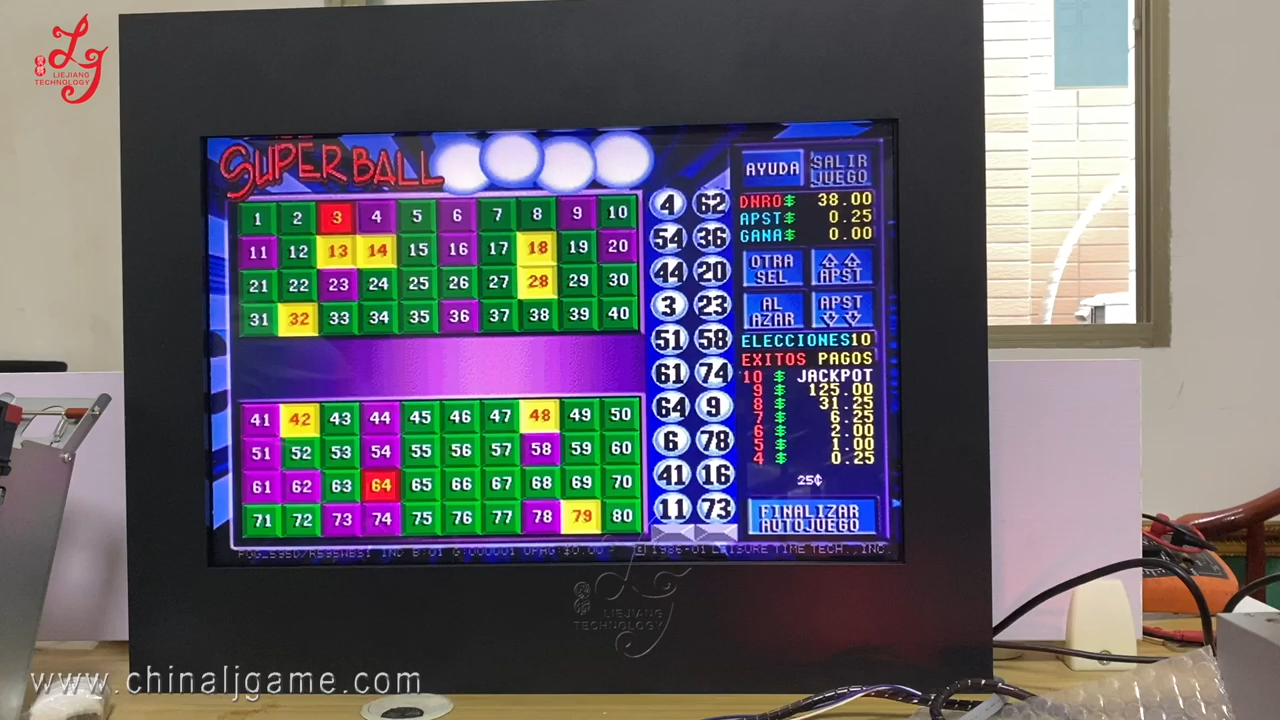 LIEJIANG
TECHNOLOGY
SUPERBALL
1 2 3 4 5 6 7 8 9 10
11 12 13 14 15 16 17 18 19 20
21 22 23 24 25 26 27 28 29 30
31 32 33 34 35 36 37 38 39 40
41 42 43 44 45 46 47 48 49 50
51 52 53 54 55 56 57 58 59 60
61 62 63 64 65 66 67 68 69 70
71 72 73 74 75 76 77 78 79 80
4 62
54 36
44 20
3 23
51 58
61 74
64 9
6 78
41 16
11 73
AYUDA
SALIR
JUEGO
DNRO$ 38.00
APST$ 0.25
GANA$ 0.00
OTRA
SEL
APST
AL
AZAR
APST
ELECCIONES10
EXITOS PAGOS
10 $ JACKPOT
9 $ 125.00
8 $ 31.25
7 $ 6.25
6 $ 2.00
5 $ 1.00
4 $ 0.25
25¢
FINALIZAR
AUTOJUEGO
© 1986-01 LEISURE TIME TECH., INC.
LIEJIANG
TECHNOLOGY
www.chinaljgame.com